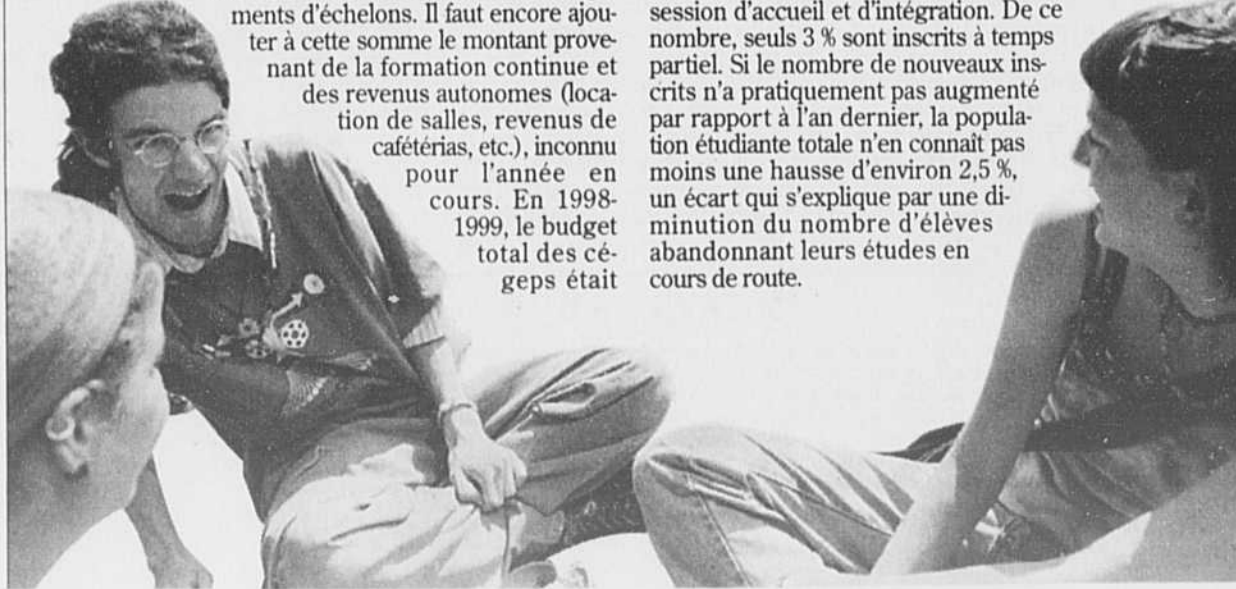 ments d'échelons. Il faut encore ajou-
ter à cette somme le montant prove-
nant de la formation continue et
des revenus autonomes (loca-
tion de salles, revenus de
cafétérias, etc.), inconnu
pour l'année en
cours. En 1998-
1999, le budget
total des cé-
geps était
session d'accueil et d'intégration. De ce
nombre, seuls 3 % sont inscrits à temps
partiel. Si le nombre de nouveaux ins-
crits n'a pratiquement pas augmenté
par rapport à l'an dernier, la popula-
tion étudiante totale n'en connaît pas
moins une hausse d'environ 2,5 %,
un écart qui s'explique par une di-
minution du nombre d'élèves
abandonnant leurs études en
cours de route.